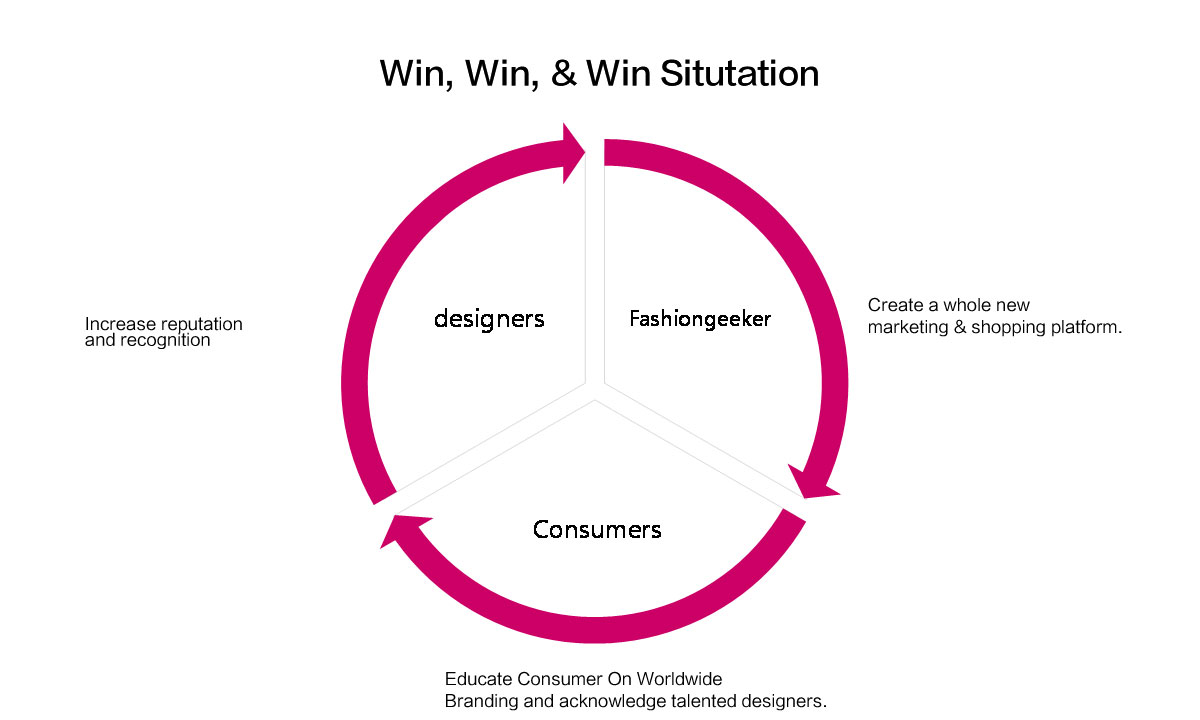 Win, Win, & Win Situtation
designers
Fashiongeeker
Create a whole new
marketing & shopping platform.
Increase reputation
and recognition
Consumers
Educate Consumer On Worldwide
Branding and acknowledge talented designers.